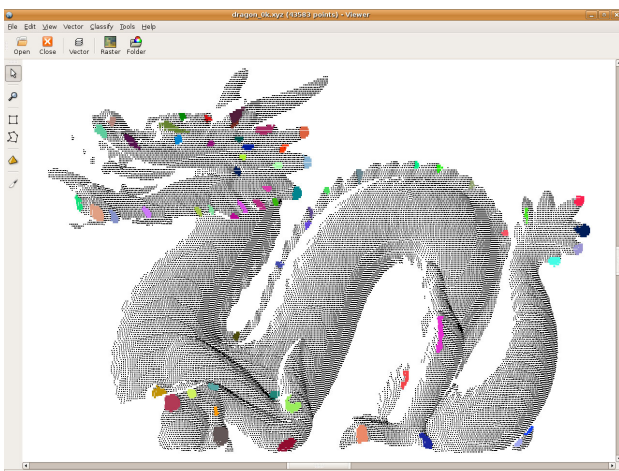 dragon_0k.xyz (43583 points) - Viewer
File Edit View Vector Classify Tools Help
Open Close Vector Raster Folder